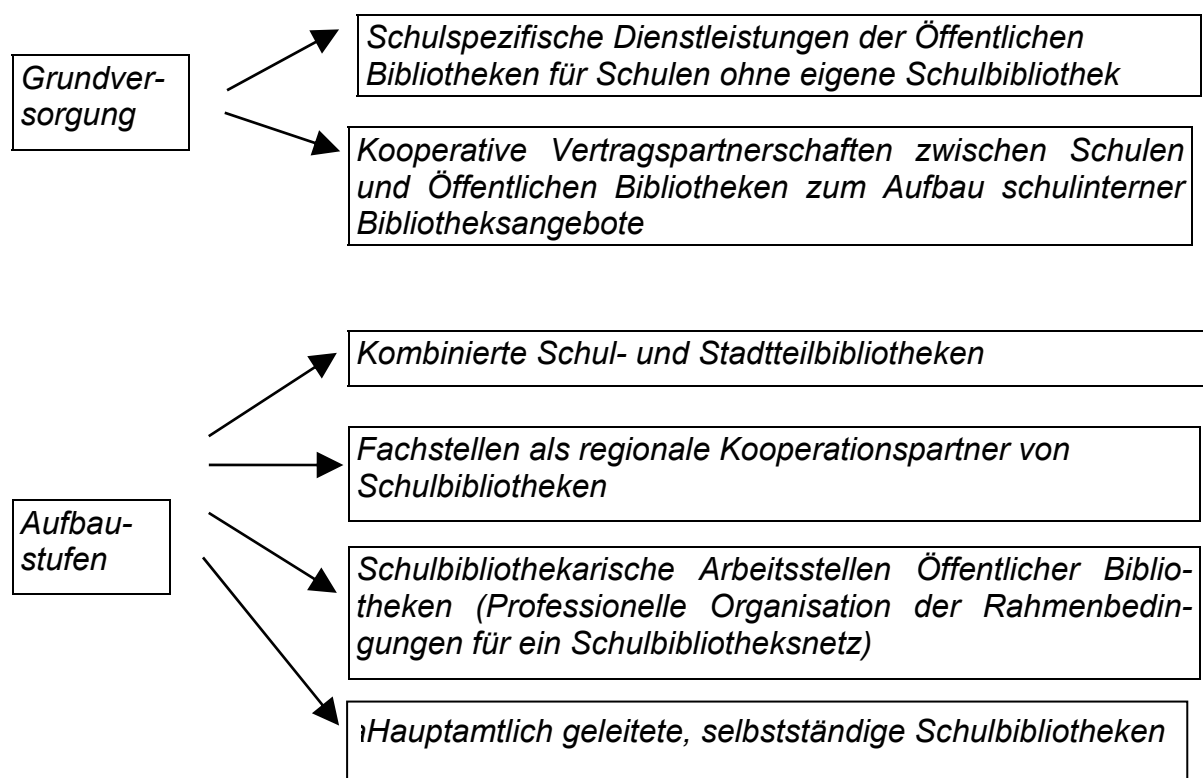 Grundver-
sorgung
Schulspezifische Dienstleistungen der Öffentlichen
Bibliotheken für Schulen ohne eigene Schulbibliothek
Kooperative Vertragspartnerschaften zwischen Schulen
und Öffentlichen Bibliotheken zum Aufbau schulinterner
Bibliotheksangebote
Aufbau-
stufen
Kombinierte Schul- und Stadtteilbibliotheken
Fachstellen als regionale Kooperationspartner von
Schulbibliotheken
Schulbibliothekarische Arbeitsstellen Öffentlicher Biblio-
theken (Professionelle Organisation der Rahmenbedin-
gungen für ein Schulbibliotheksnetz)
Hauptamtlich geleitete, selbstständige Schulbibliotheken